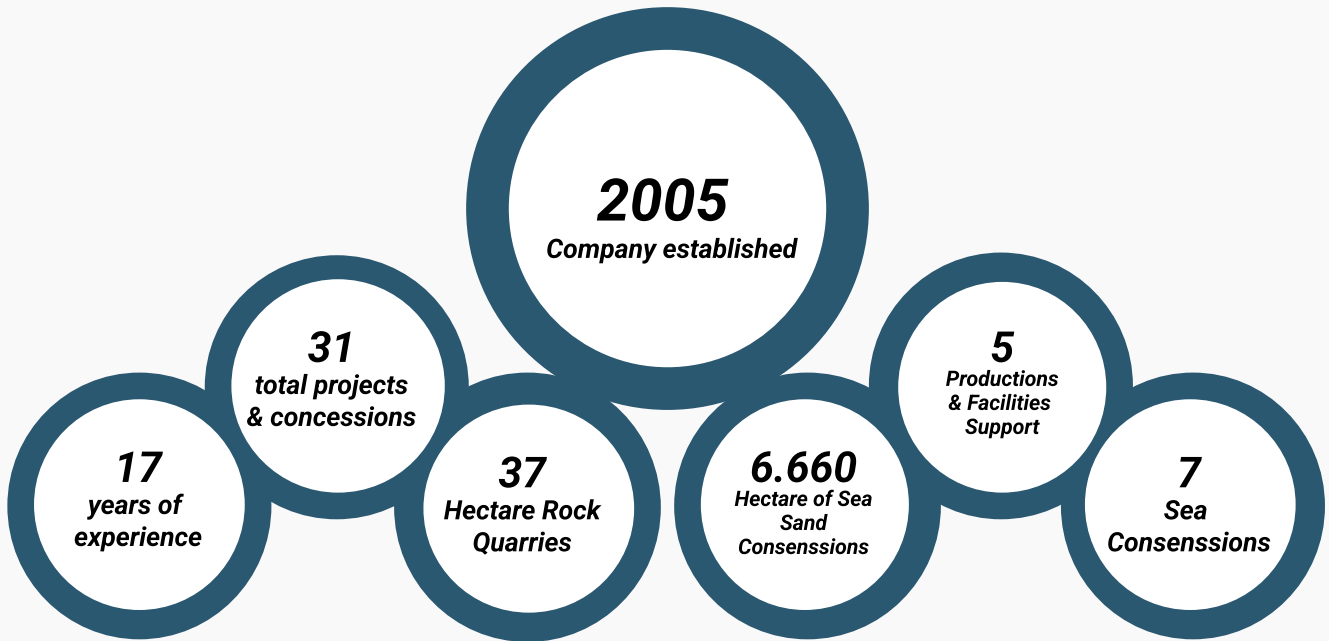 2005
Company established
31
total projects
& concessions
5
Productions
& Facilities
Support
17
years of
experience
37
Hectare Rock
Quarries
6.660
Hectare of Sea
Sand
Consenssions
7
Sea
Consenssions